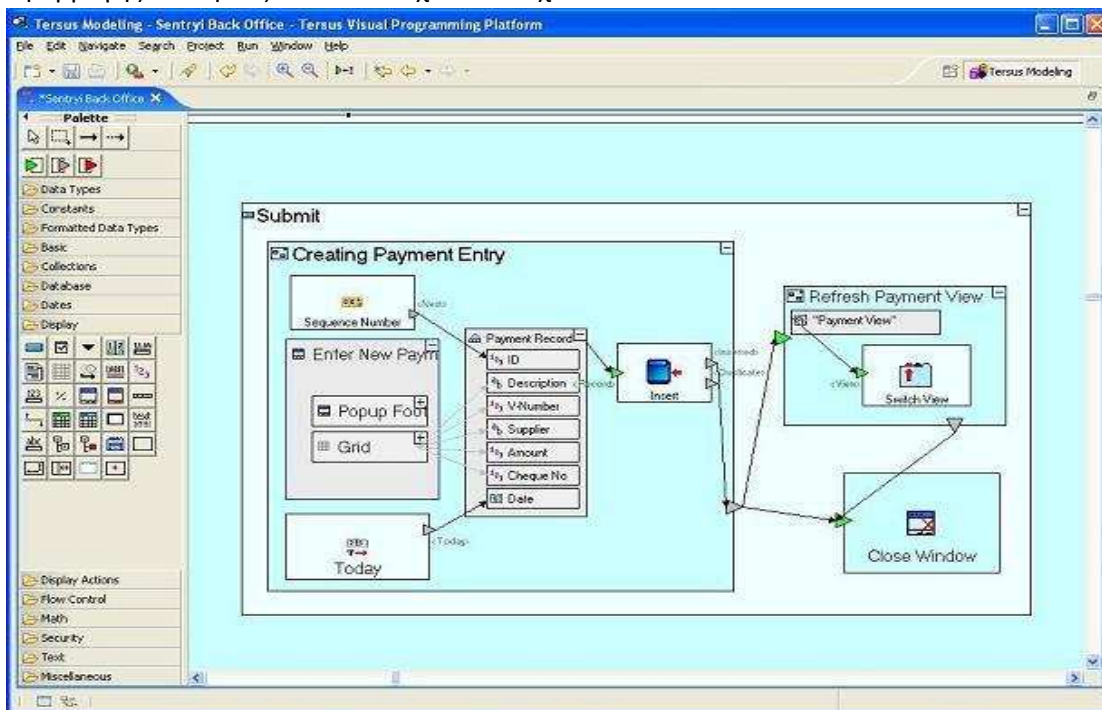 Tersus Modeling - Sentryi Back Office - Tersus Visual Programming Platform
File Edit Navigate Search Project Run Window Help
Tersus Modeling
*Sentryi Back Office
Palette
Data Types
Constants
Formatted Data Types
Basic
Collections
Database
Dates
Display
Display Actions
Flow Control
Math
Security
Text
Miscellaneous
Submit
Creating Payment Entry
Sequence Number
<Next>
Enter New Paym
Popup Foot
Grid
Today
<Today>
Payment Record
ID
Description
V-Number
Supplier
Amount
Cheque No
Date
<Record>
Insert
<Inserted>
Refresh Payment View
"Payment View"
<View>
Switch View
Close Window